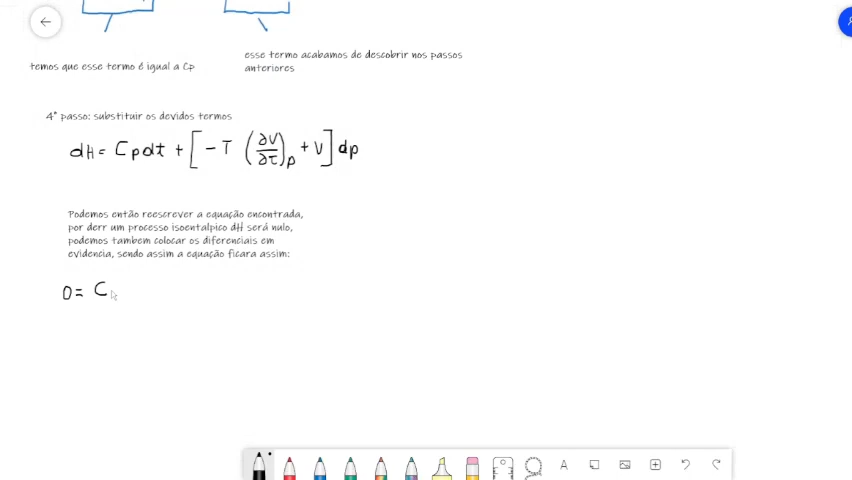 temos que esse termo é igual a Cp
esse termo acabamos de descobrir nos passos
anteriores
4° passo: substituir os devidos termos
dH = Cpdt + [-T (∂V/∂T)p + V] dp
Podemos então reescrever a equação encontrada,
por derr um processo isoentalpico dH será nulo,
podemos tambem colocar os diferenciais em
evidencia, sendo assim a equação ficara assim:
0 = C
A